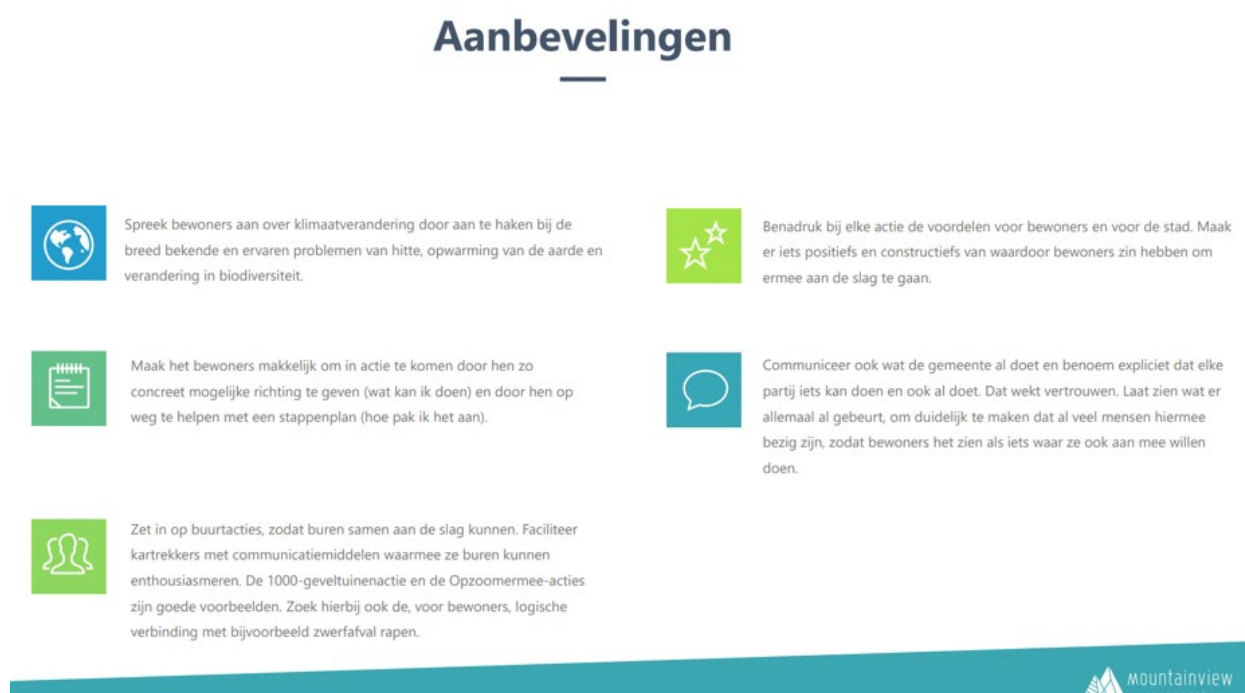 Aanbevelingen
Spreek bewoners aan over klimaatverandering door aan te haken bij de
breed bekende en ervaren problemen van hitte, opwarming van de aarde en
verandering in biodiversiteit.
Maak het bewoners makkelijk om in actie te komen door hen zo
concreet mogelijke richting te geven (wat kan ik doen) en door hen op
weg te helpen met een stappenplan (hoe pak ik het aan).
Zet in op buurtacties, zodat buren samen aan de slag kunnen. Faciliteer
kartrekkers met communicatiemiddelen waarmee ze buren kunnen
enthousiasmeren. De 1000-geveltuinenactie en de Opzoomermee-acties
zijn goede voorbeelden. Zoek hierbij ook de, voor bewoners, logische
verbinding met bijvoorbeeld zwerfafval rapen.
Benadruk bij elke actie de voordelen voor bewoners en voor de stad. Maak
er iets positiefs en constructiefs van waardoor bewoners zin hebben om
ermee aan de slag te gaan.
Communiceer ook wat de gemeente al doet en benoem expliciet dat elke
partij iets kan doen en ook al doet. Dat wekt vertrouwen. Laat zien wat er
allemaal al gebeurt, om duidelijk te maken dat al veel mensen hiermee
bezig zijn, zodat bewoners het zien als iets waar ze ook aan mee willen
doen.
mountainview